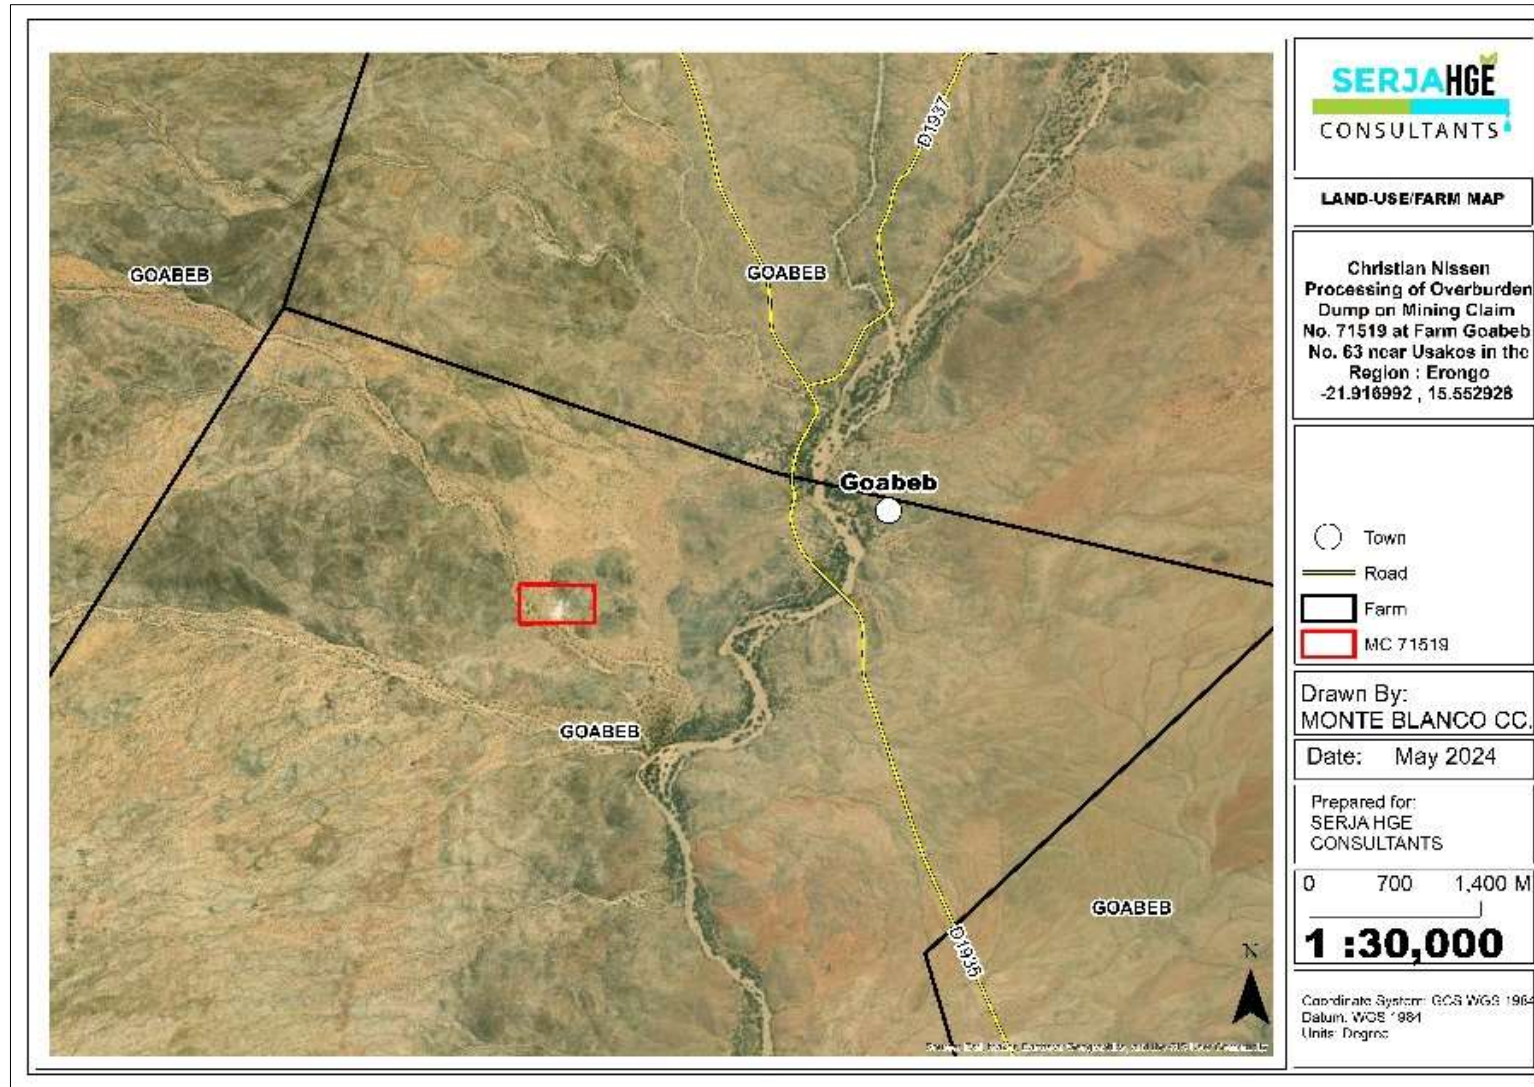 SERJA HGE
CONSULTANTS
LAND-USE/FARM MAP
Christian Nissen
Processing of Overburden
Dump on Mining Claim
No. 71519 at Farm Goabeb
No. 63 near Usakos in the
Region : Erongo
-21.916992 , 15.552928
Town
Road
Farm
MC 71519
Drawn By:
MONTE BLANCO CC.
Date: May 2024
Prepared for:
SERJA HGE
CONSULTANTS
0 700 1,400 M
1 :30,000
Coordinate System: GCS WGS 1984
Datum: WGS 1984
Units: Degree
D1937
GOABEB
GOABEB
Goabeb
GOABEB
GOABEB
D1935
N